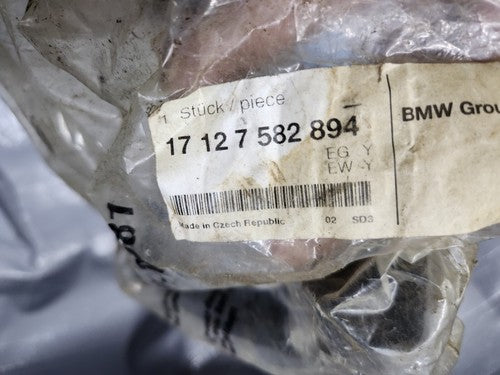 1 Stück / piece
17 12 7 582 894
BMW Grou
EG Y
EW Y
Made in Czech Republic 02 SD3